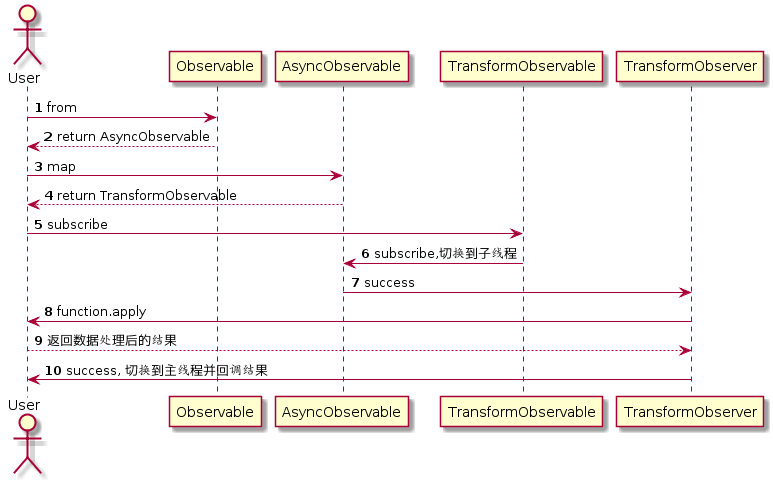 User
Observable
AsyncObservable
TransformObservable
TransformObserver
1 from
2 return AsyncObservable
3 map
4 return TransformObservable
5 subscribe
6 subscribe,切换到子线程
7 success
8 function.apply
9 返回数据处理后的结果
10 success, 切换到主线程并回调结果
User
Observable
AsyncObservable
TransformObservable
TransformObserver